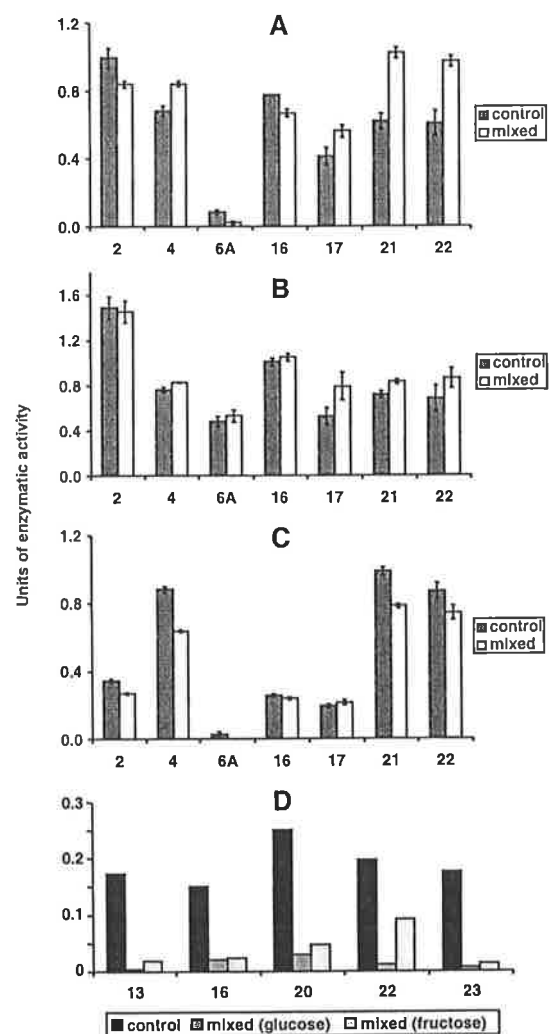 A
1.2
0.8
0.4
0.0
2 4 6A 16 17 21 22
control
mixed
B
1.6
1.2
0.8
0.4
0.0
2 4 6A 16 17 21 22
control
mixed
Units of enzymatic activity
C
1.2
0.8
0.4
0.0
2 4 6A 16 17 21 22
control
mixed
D
0.3
0.2
0.1
0
13 16 20 22 23
control mixed (glucose) mixed (fructose)